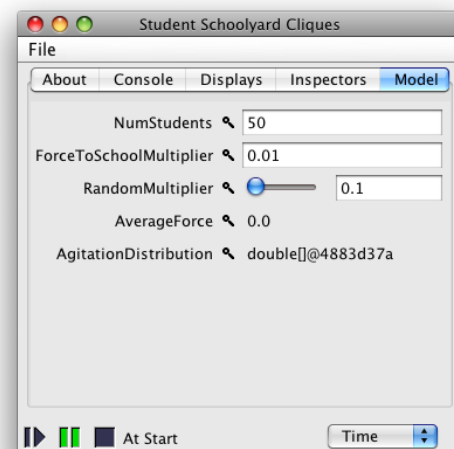 Student Schoolyard Cliques
File
About Console Displays Inspectors Model
NumStudents 50
ForceToSchoolMultiplier 0.01
RandomMultiplier 0.1
AverageForce 0.0
AgitationDistribution double[]@4883d37a
At Start Time